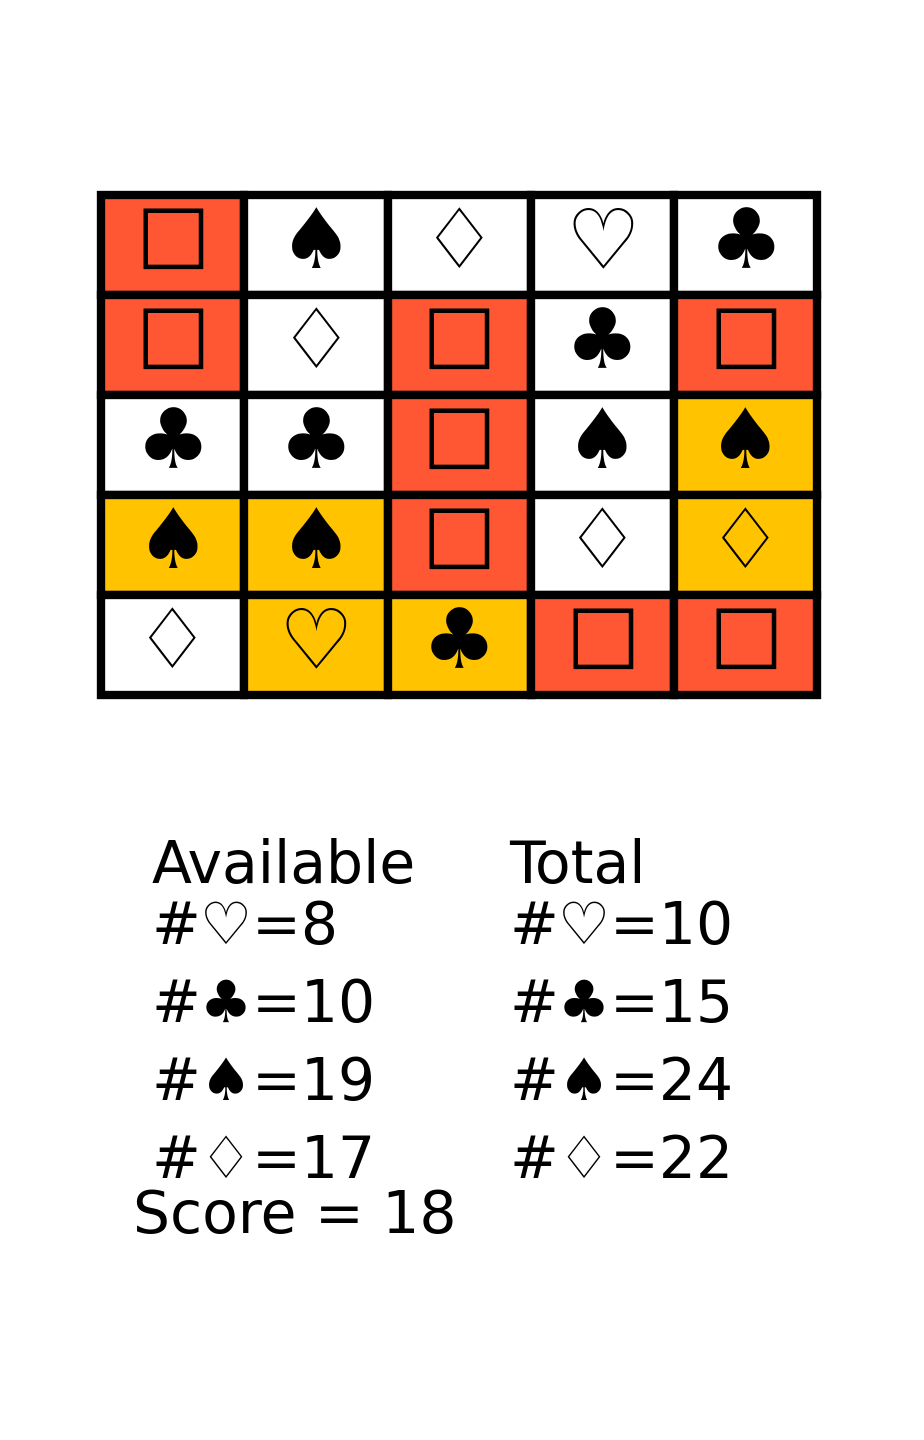 □ ♠ ♢ ♡ ♣
□ ♢ □ ♣ □
♣ ♣ □ ♠ ♠
♠ ♠ □ ♢ ♢
♢ ♡ ♣ □ □
Available Total
#♡=8 #♡=10
#♣=10 #♣=15
#♠=19 #♠=24
#♢=17 #♢=22
Score = 18